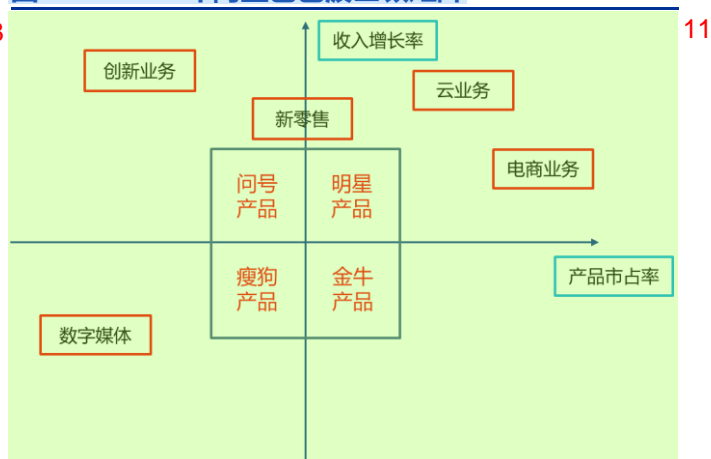 11
收入增长率
创新业务
云业务
新零售
电商业务
问号
产品
明星
产品
瘦狗
产品
金牛
产品
产品市占率
数字媒体